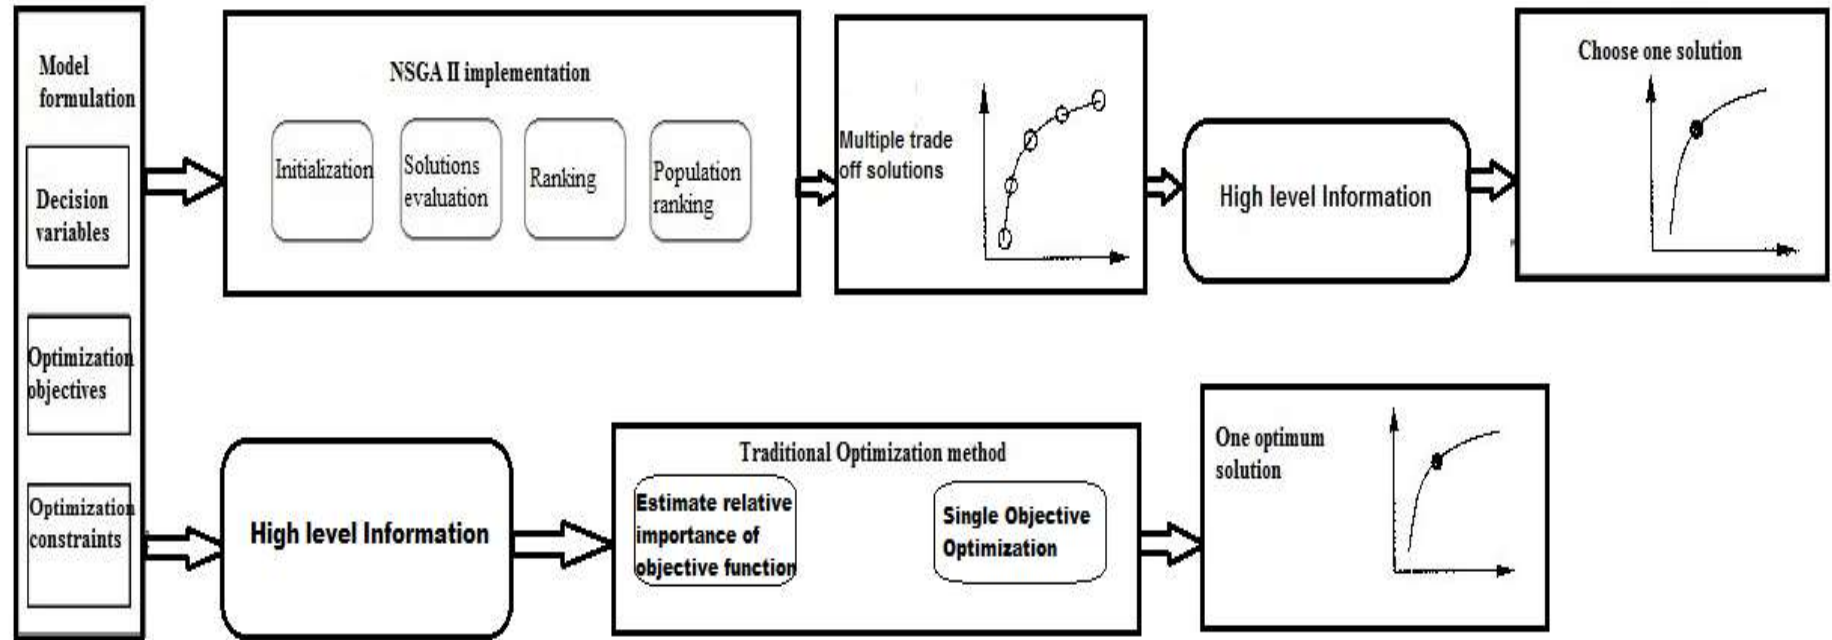 Model
formulation
Decision
variables
Optimization
objectives
Optimization
constraints
NSGA II implementation
Initialization
Solutions
evaluation
Ranking
Population
ranking
Multiple trade
off solutions
High level Information
Choose one solution
High level Information
Traditional Optimization method
Estimate relative
importance of
objective function
Single Objective
Optimization
One optimum
solution